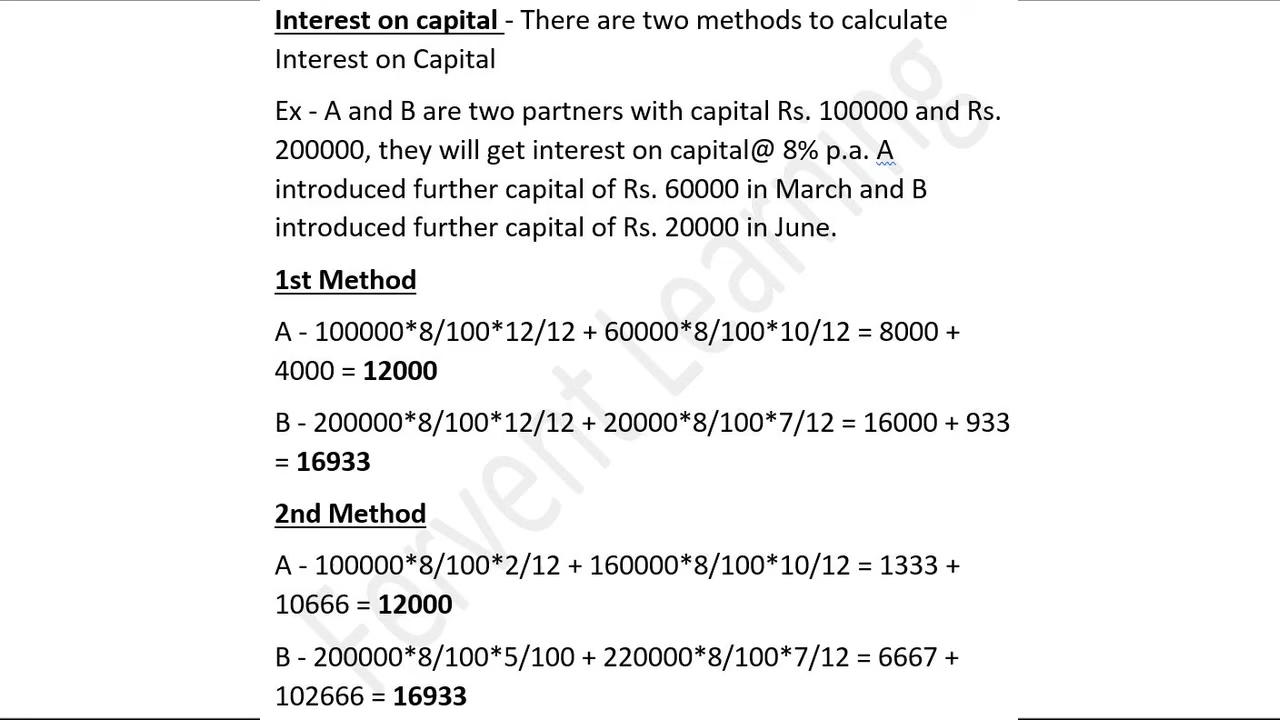 Interest on capital - There are two methods to calculate
Interest on Capital
Ex - A and B are two partners with capital Rs. 100000 and Rs.
200000, they will get interest on capital@ 8% p.a. A
introduced further capital of Rs. 60000 in March and B
introduced further capital of Rs. 20000 in June.
1st Method
A - 100000*8/100*12/12 + 60000*8/100*10/12 = 8000 +
4000 = 12000
B - 200000*8/100*12/12 + 20000*8/100*7/12 = 16000 + 933
= 16933
2nd Method
A - 100000*8/100*2/12 + 160000*8/100*10/12 = 1333 +
10666 = 12000
B - 200000*8/100*5/100 + 220000*8/100*7/12 = 6667 +
102666 = 16933
Fervent Learning